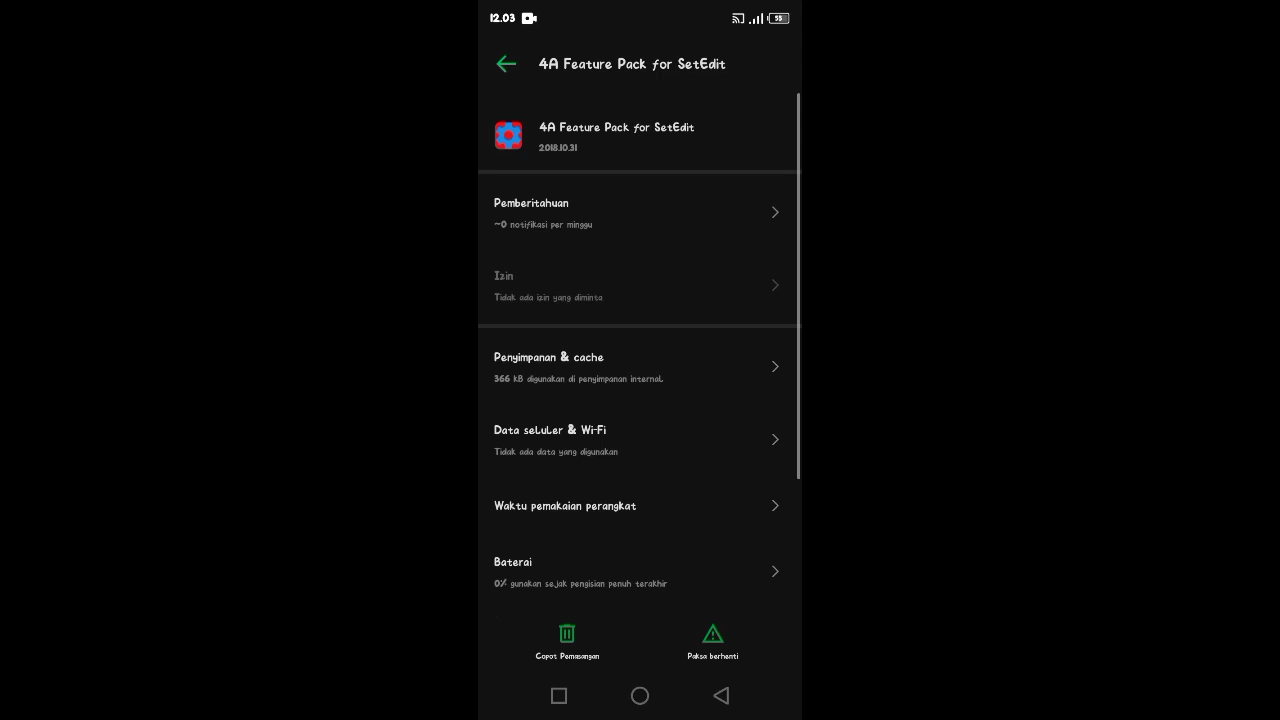 12.03
55
4A Feature Pack for SetEdit
4A Feature Pack for SetEdit
2018.10.31
Pemberitahuan
~0 notifikasi per minggu
Izin
Tidak ada izin yang diminta
Penyimpanan & cache
366 kB digunakan di penyimpanan internal
Data seluler & Wi-Fi
Tidak ada data yang digunakan
Waktu pemakaian perangkat
Baterai
0% gunakan sejak pengisian penuh terakhir
Copot Pemasangan
Paksa berhenti